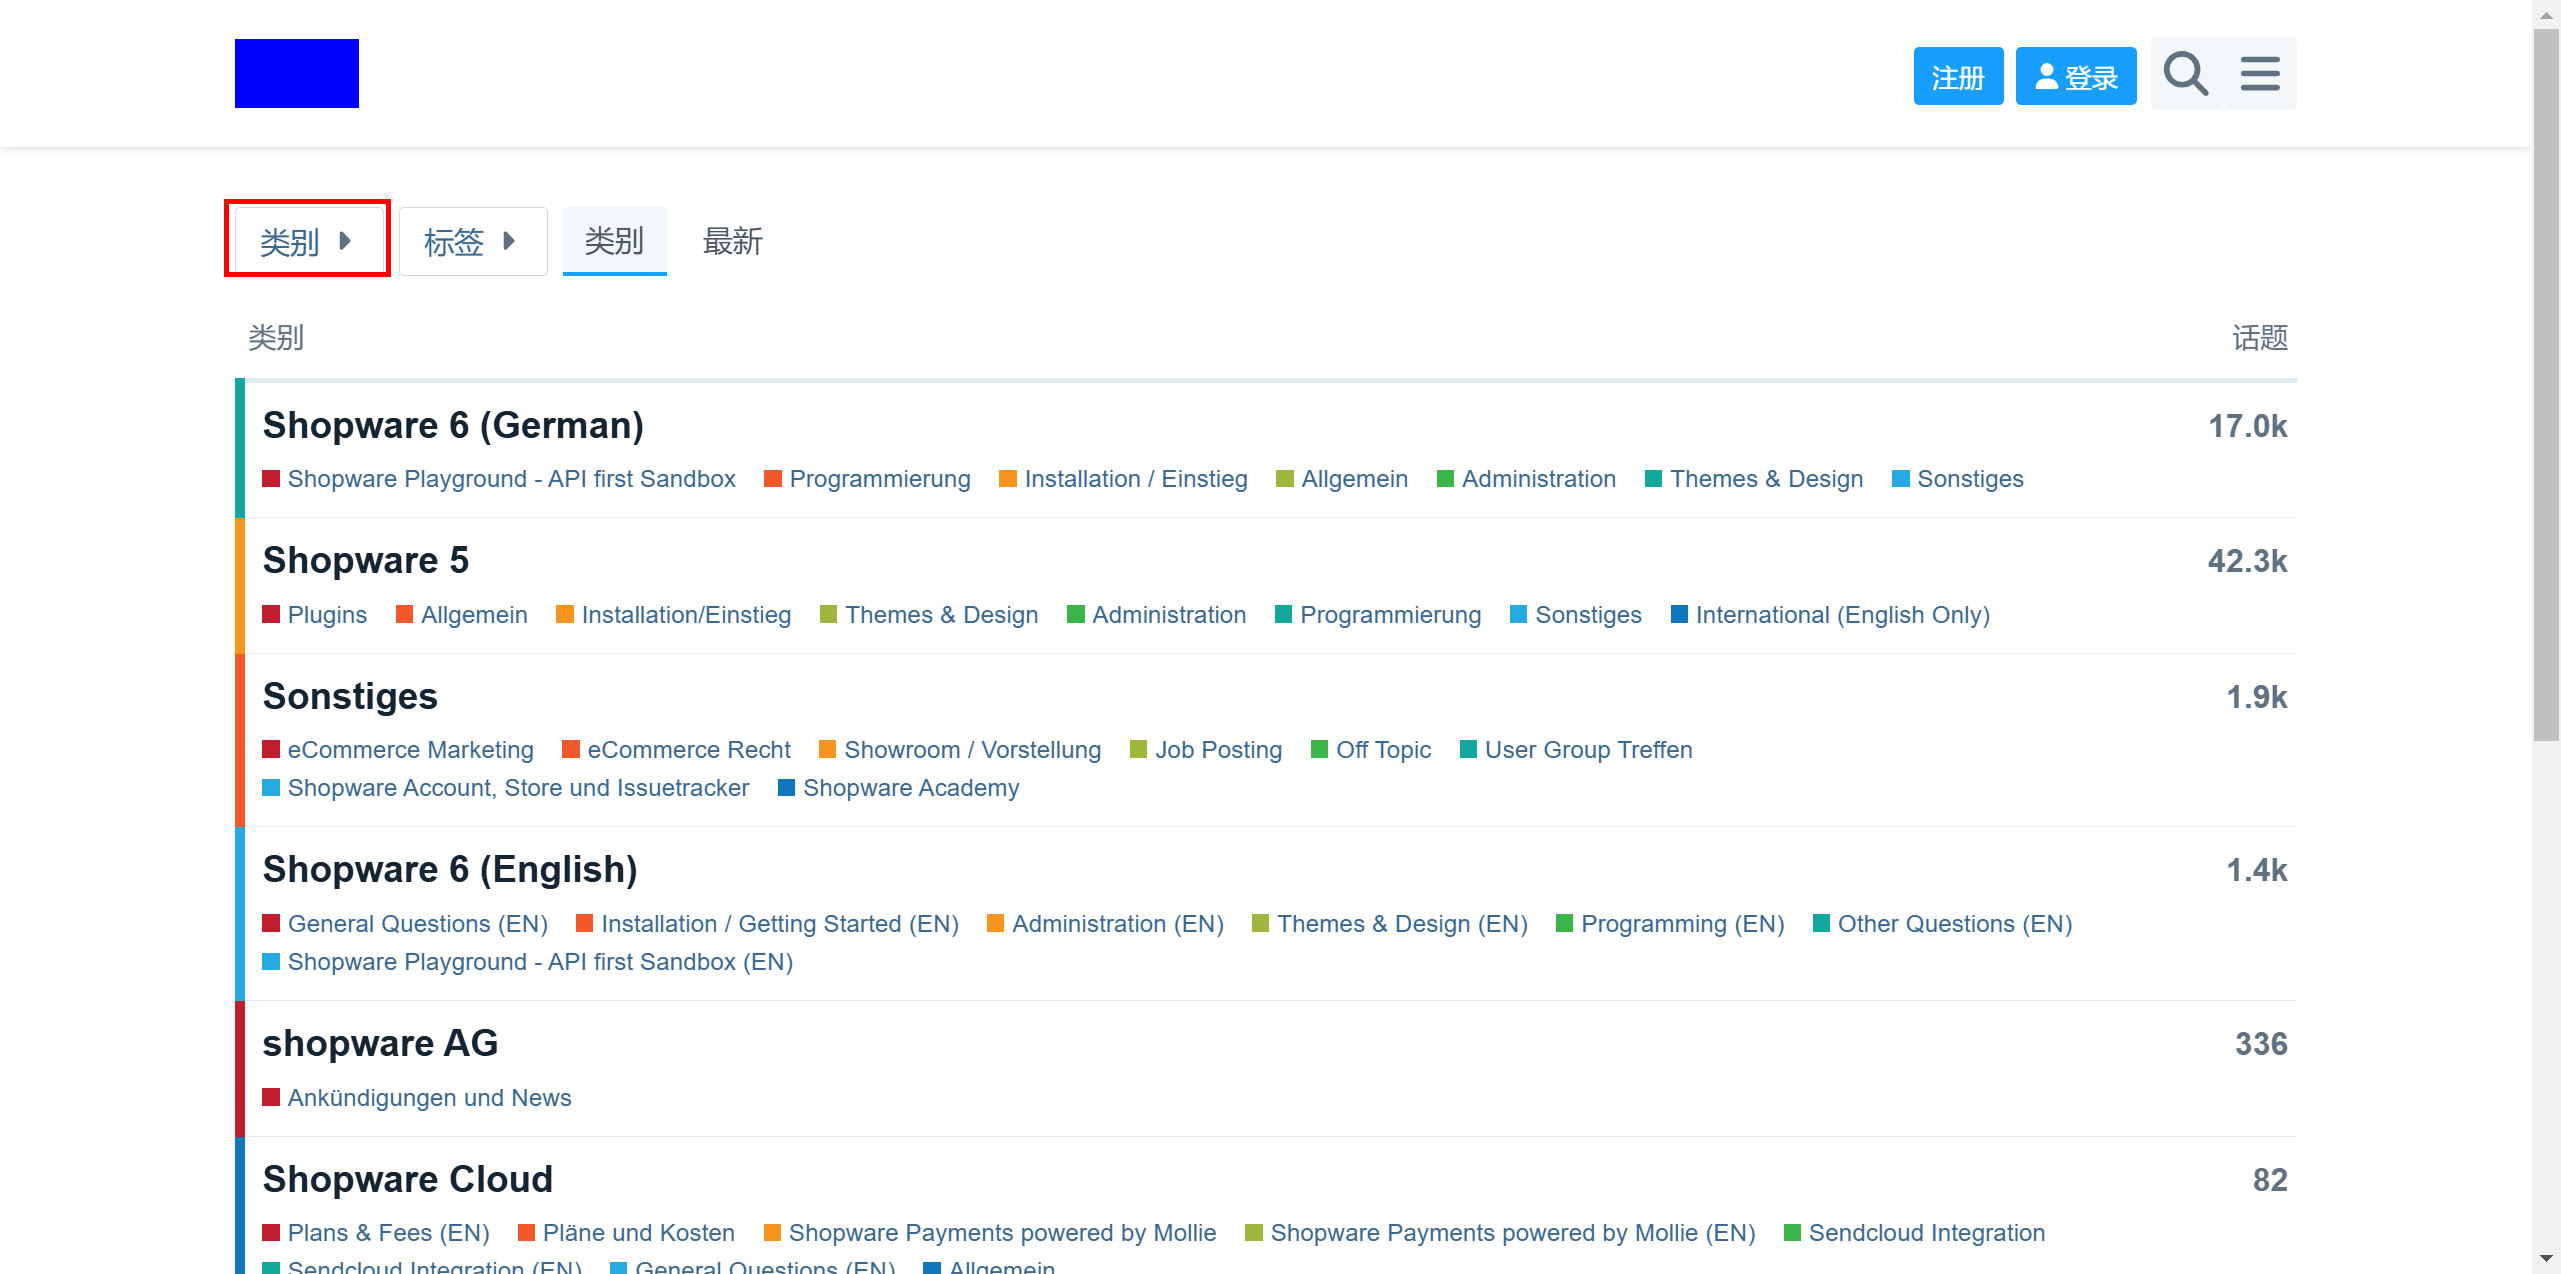 注册 登录
类别 标签 类别 最新
类别 话题
Shopware 6 (German) 17.0k
Shopware Playground - API first Sandbox Programmierung Installation / Einstieg Allgemein Administration Themes & Design Sonstiges
Shopware 5 42.3k
Plugins Allgemein Installation/Einstieg Themes & Design Administration Programmierung Sonstiges International (English Only)
Sonstiges 1.9k
eCommerce Marketing eCommerce Recht Showroom / Vorstellung Job Posting Off Topic User Group Treffen
Shopware Account, Store und Issuetracker Shopware Academy
Shopware 6 (English) 1.4k
General Questions (EN) Installation / Getting Started (EN) Administration (EN) Themes & Design (EN) Programming (EN) Other Questions (EN)
Shopware Playground - API first Sandbox (EN)
shopware AG 336
Ankündigungen und News
Shopware Cloud 82
Plans & Fees (EN) Pläne und Kosten Shopware Payments powered by Mollie Shopware Payments powered by Mollie (EN) Sendcloud Integration
Sendcloud Integration (EN) General Questions (EN) Allgemein